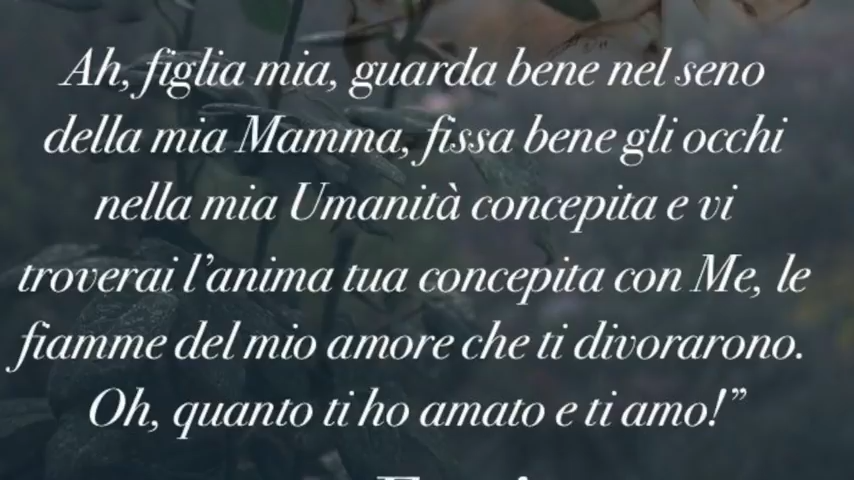 Ah, figlia mia, guarda bene nel seno
della mia Mamma, fissa bene gli occhi
nella mia Umanità concepita e vi
troverai l’anima tua concepita con Me, le
fiamme del mio amore che ti divorarono.
Oh, quanto ti ho amato e ti amo!”